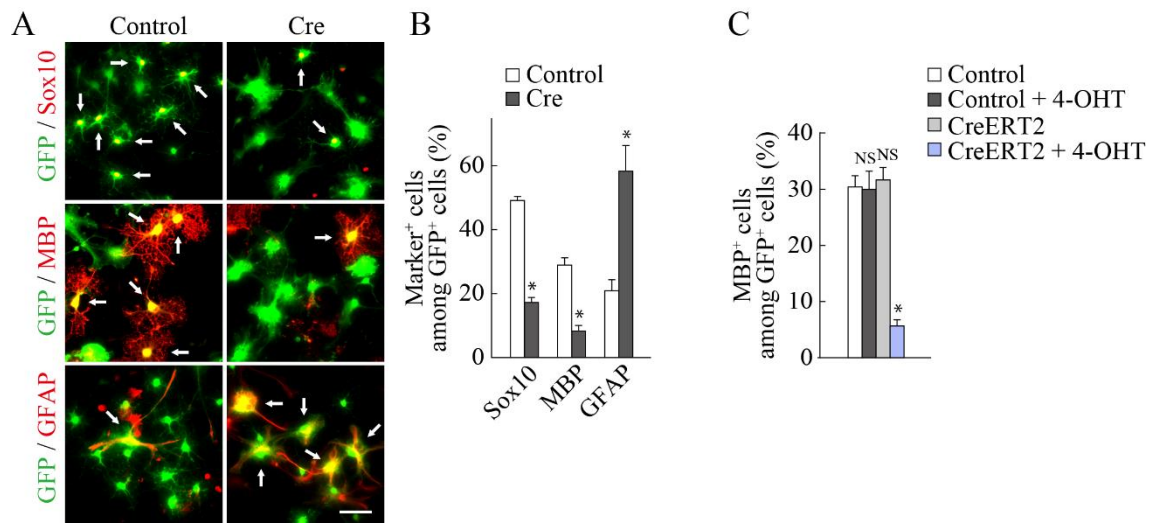 A
Control
Cre
GFP / Sox10
GFP / MBP
GFP / GFAP
B
Control
Cre
Marker+ cells
among GFP+ cells (%)
60
40
20
0
*
*
*
Sox10
MBP
GFAP
C
Control
Control + 4-OHT
CreERT2
CreERT2 + 4-OHT
MBP+ cells
among GFP+ cells (%)
40
30
20
10
0
NS
NS
*